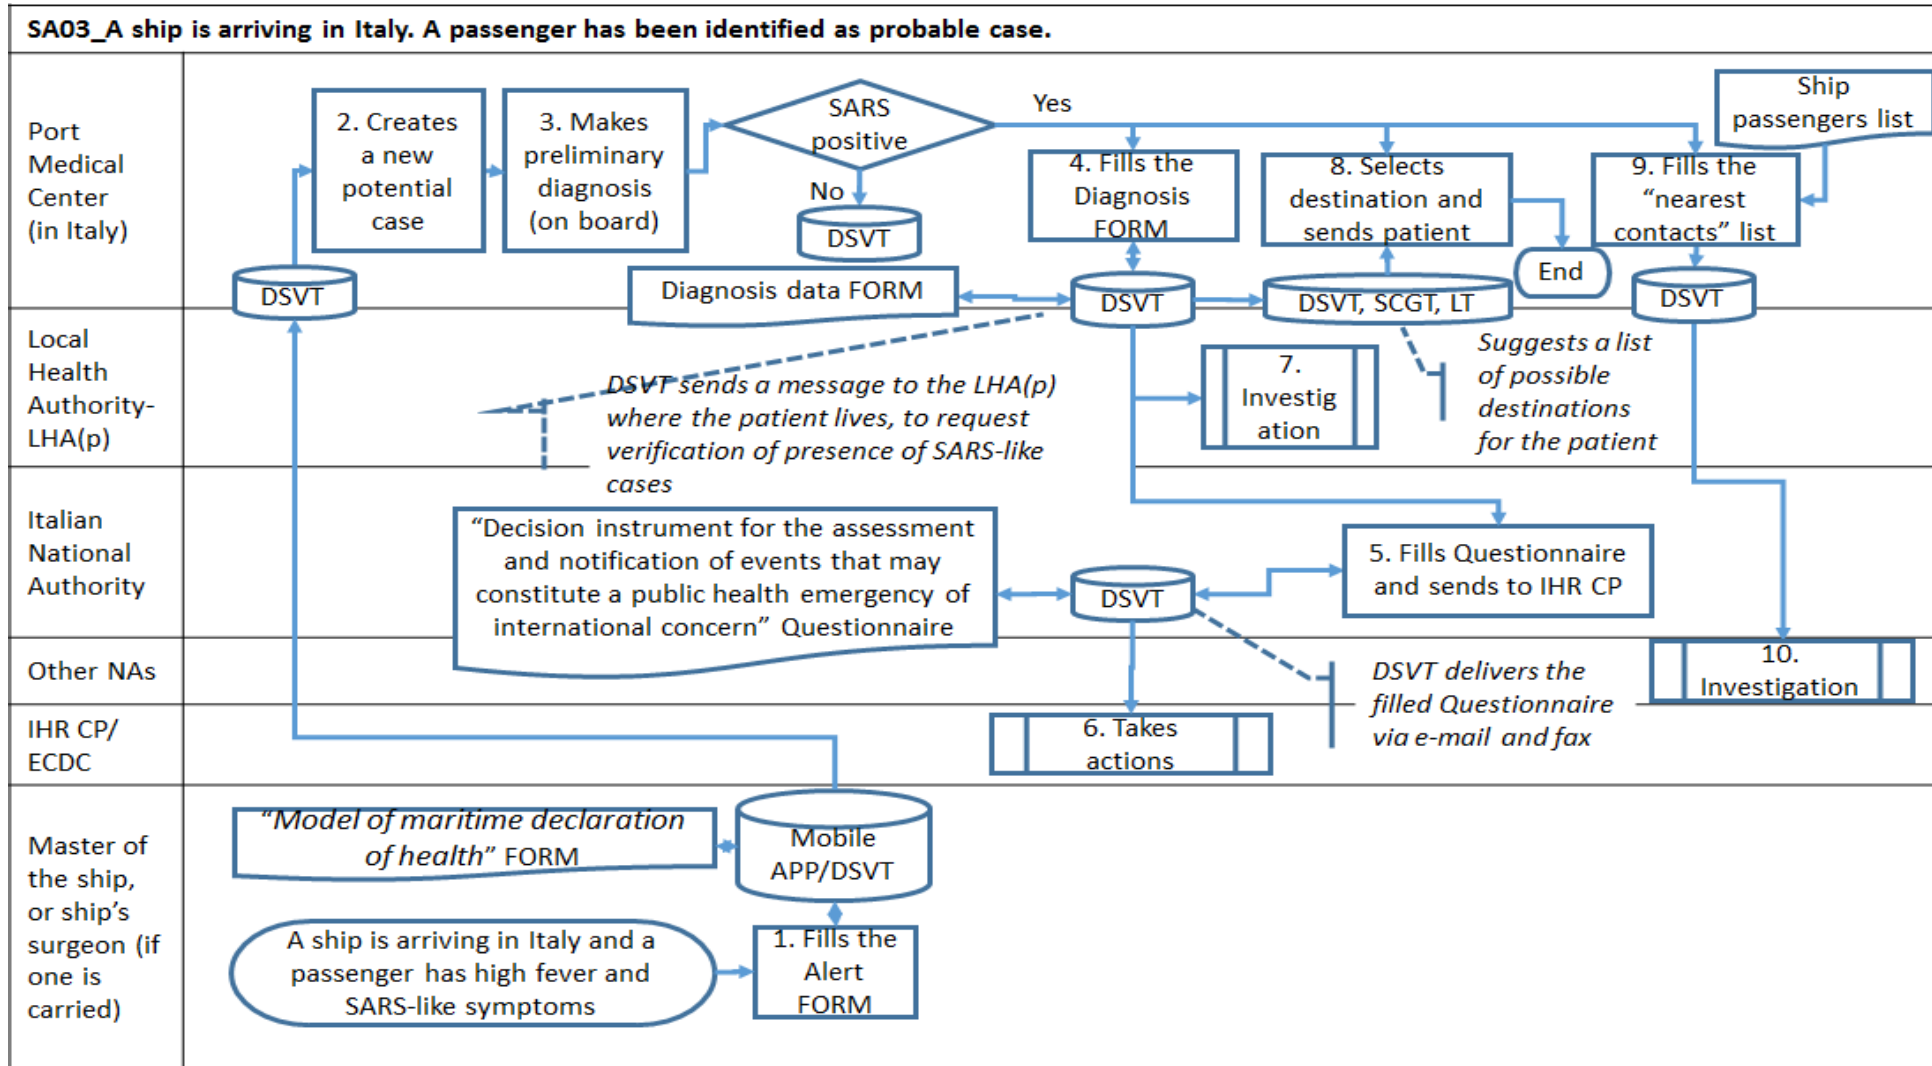 SA03_A ship is arriving in Italy. A passenger has been identified as probable case.
Port
Medical
Center
(in Italy)
2. Creates
a new
potential
case
3. Makes
preliminary
diagnosis
(on board)
SARS
positive
Yes
No
DSVT
4. Fills the
Diagnosis
FORM
8. Selects
destination and
sends patient
9. Fills the
“nearest
contacts” list
Ship
passengers list
End
DSVT
Diagnosis data FORM
DSVT
DSVT, SCGT, LT
DSVT
Local
Health
Authority-
LHA(p)
DSVT sends a message to the LHA(p)
where the patient lives, to request
verification of presence of SARS-like
cases
7.
Investig
ation
Suggests a list
of possible
destinations
for the patient
Italian
National
Authority
“Decision instrument for the assessment
and notification of events that may
constitute a public health emergency of
international concern” Questionnaire
DSVT
5. Fills Questionnaire
and sends to IHR CP
Other NAs
DSVT delivers the
filled Questionnaire
via e-mail and fax
10.
Investigation
IHR CP/
ECDC
6. Takes
actions
Master of
the ship,
or ship’s
surgeon (if
one is
carried)
“Model of maritime declaration
of health” FORM
Mobile
APP/DSVT
A ship is arriving in Italy and a
passenger has high fever and
SARS-like symptoms
1. Fills the
Alert
FORM